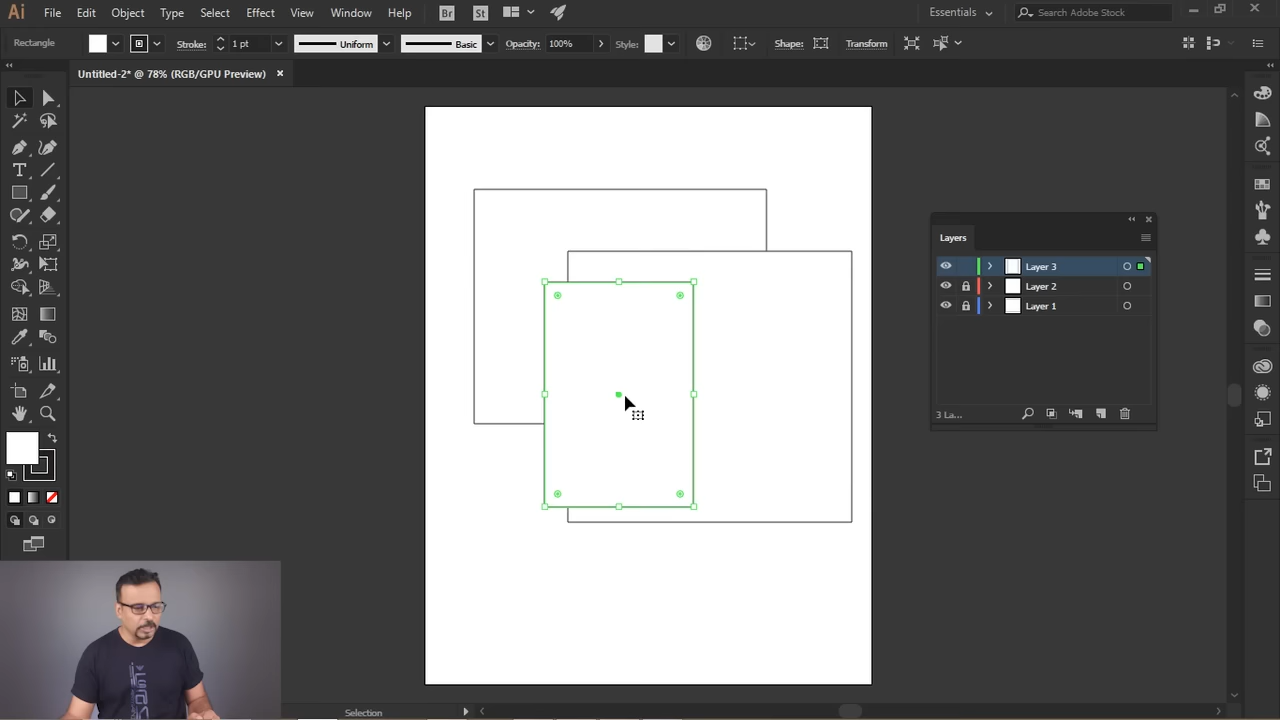 Ai File Edit Object Type Select Effect View Window Help Br St Essentials Search Adobe Stock
Rectangle Stroke: 1 pt Uniform Basic Opacity: 100% Style: Shape: Transform
Untitled-2* @ 78% (RGB/GPU Preview) ×
Layers
Layer 3
Layer 2
Layer 1
3 La...
Selection